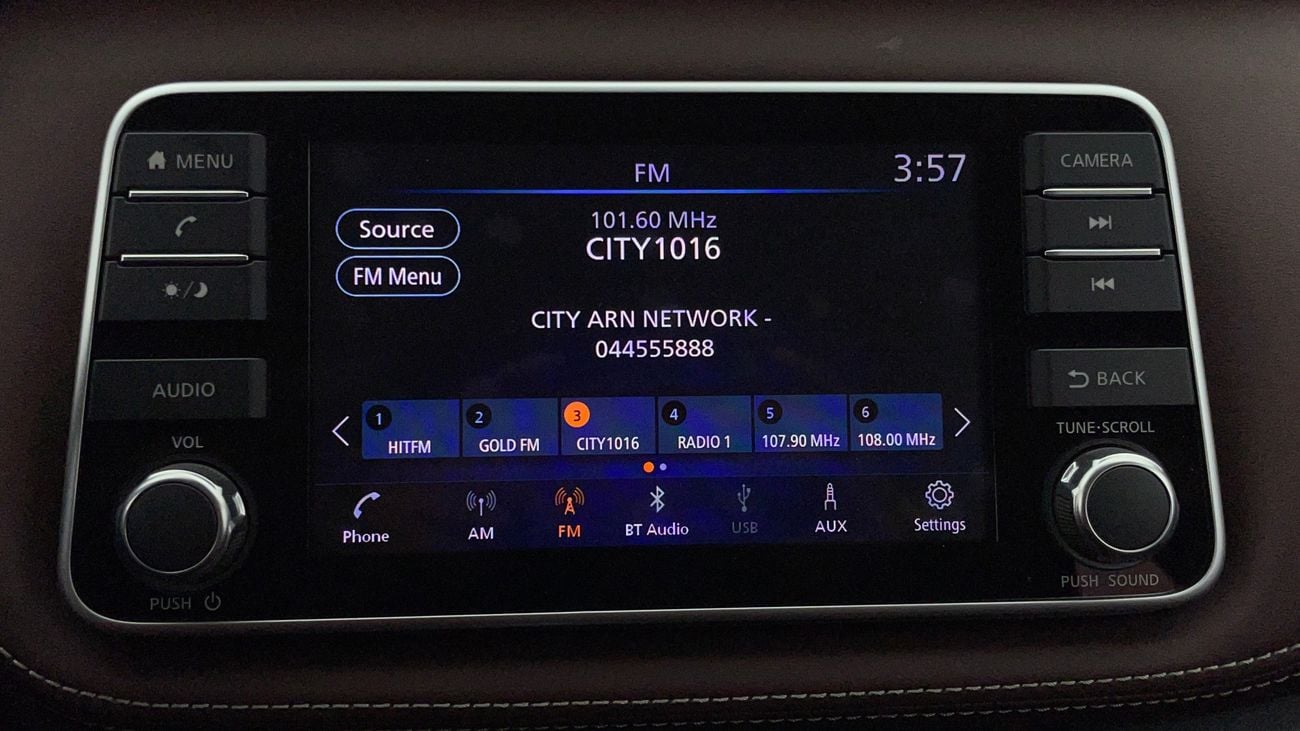 MENU
AUDIO
VOL
PUSH
FM
3:57
Source
FM Menu
101.60 MHz
CITY1016
CITY ARN NETWORK -
044555888
1
HITFM
2
GOLD FM
3
CITY1016
4
RADIO 1
5
107.90 MHz
6
108.00 MHz
Phone
AM
FM
BT Audio
USB
AUX
Settings
CAMERA
BACK
TUNE·SCROLL
PUSH SOUND